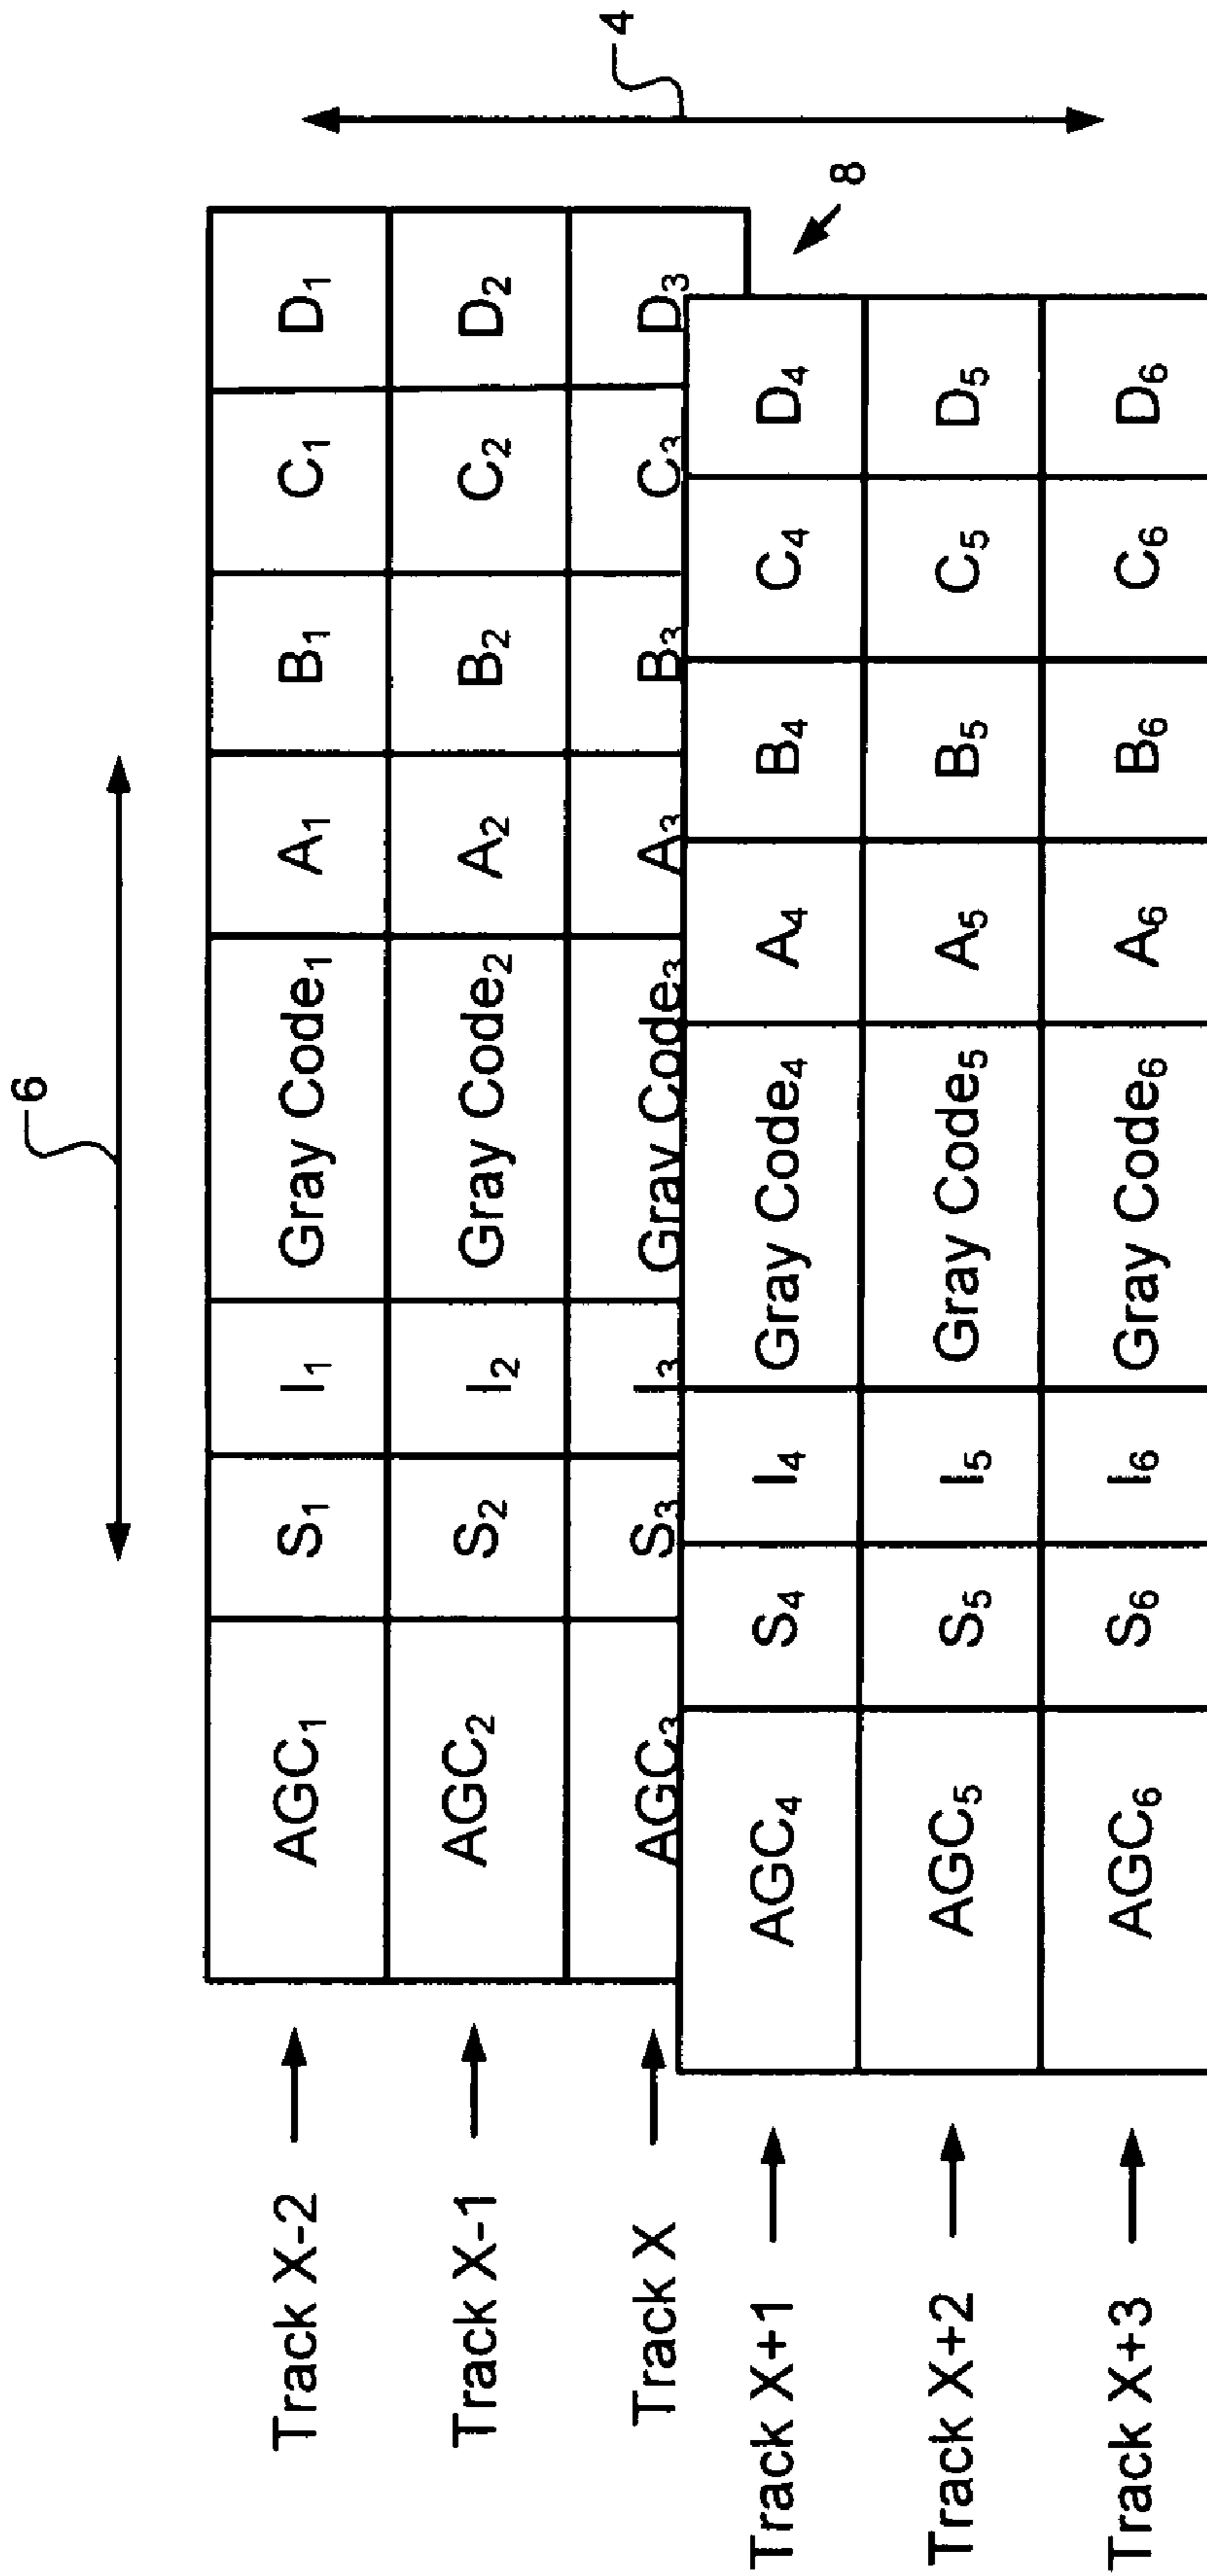 6
Track X-2 AGC₁ S₁ I₁ Gray Code₁ A₁ B₁ C₁ D₁
Track X-1 AGC₂ S₂ I₂ Gray Code₂ A₂ B₂ C₂ D₂
4
Track X AGC₃ S₃ I₃ Gray Code₃ A₃ B₃ C₃ D₃
Track X+1 AGC₄ S₄ I₄ Gray Code₄ A₄ B₄ C₄ D₄
8
Track X+2 AGC₅ S₅ I₅ Gray Code₅ A₅ B₅ C₅ D₅
Track X+3 AGC₆ S₆ I₆ Gray Code₆ A₆ B₆ C₆ D₆